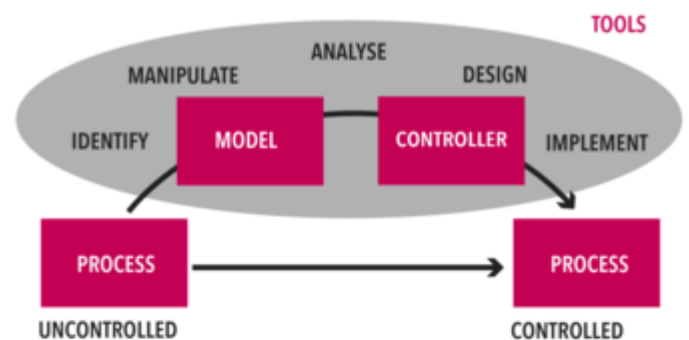 TOOLS
ANALYSE
MANIPULATE
DESIGN
IDENTIFY
MODEL
CONTROLLER
IMPLEMENT
PROCESS
PROCESS
UNCONTROLLED
CONTROLLED